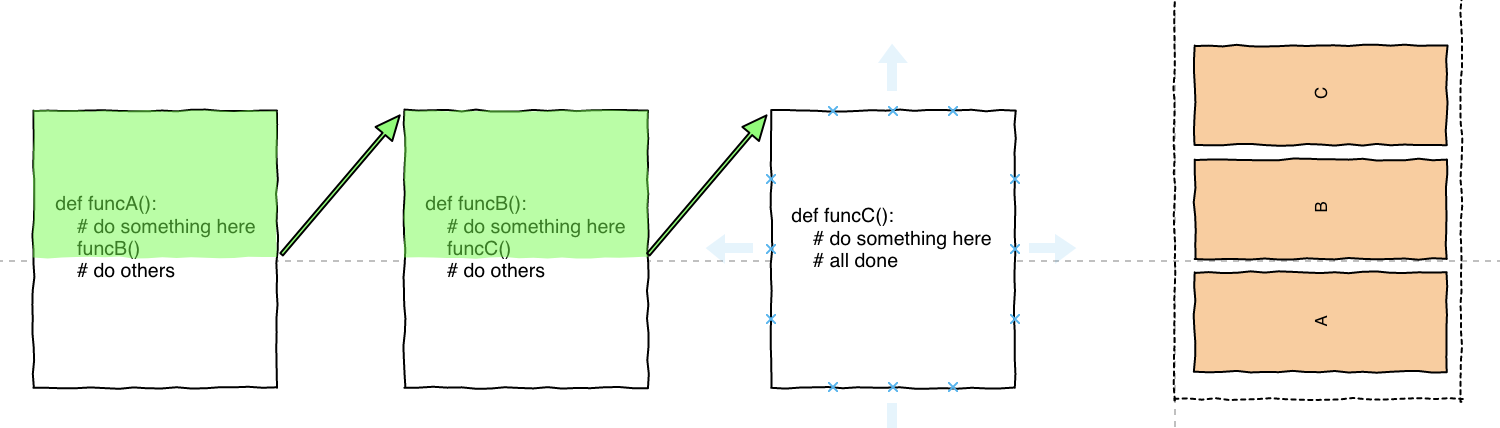 def funcA():
# do something here
funcB()
# do others
def funcB():
# do something here
funcC()
# do others
def funcC():
# do something here
# all done
C
B
A